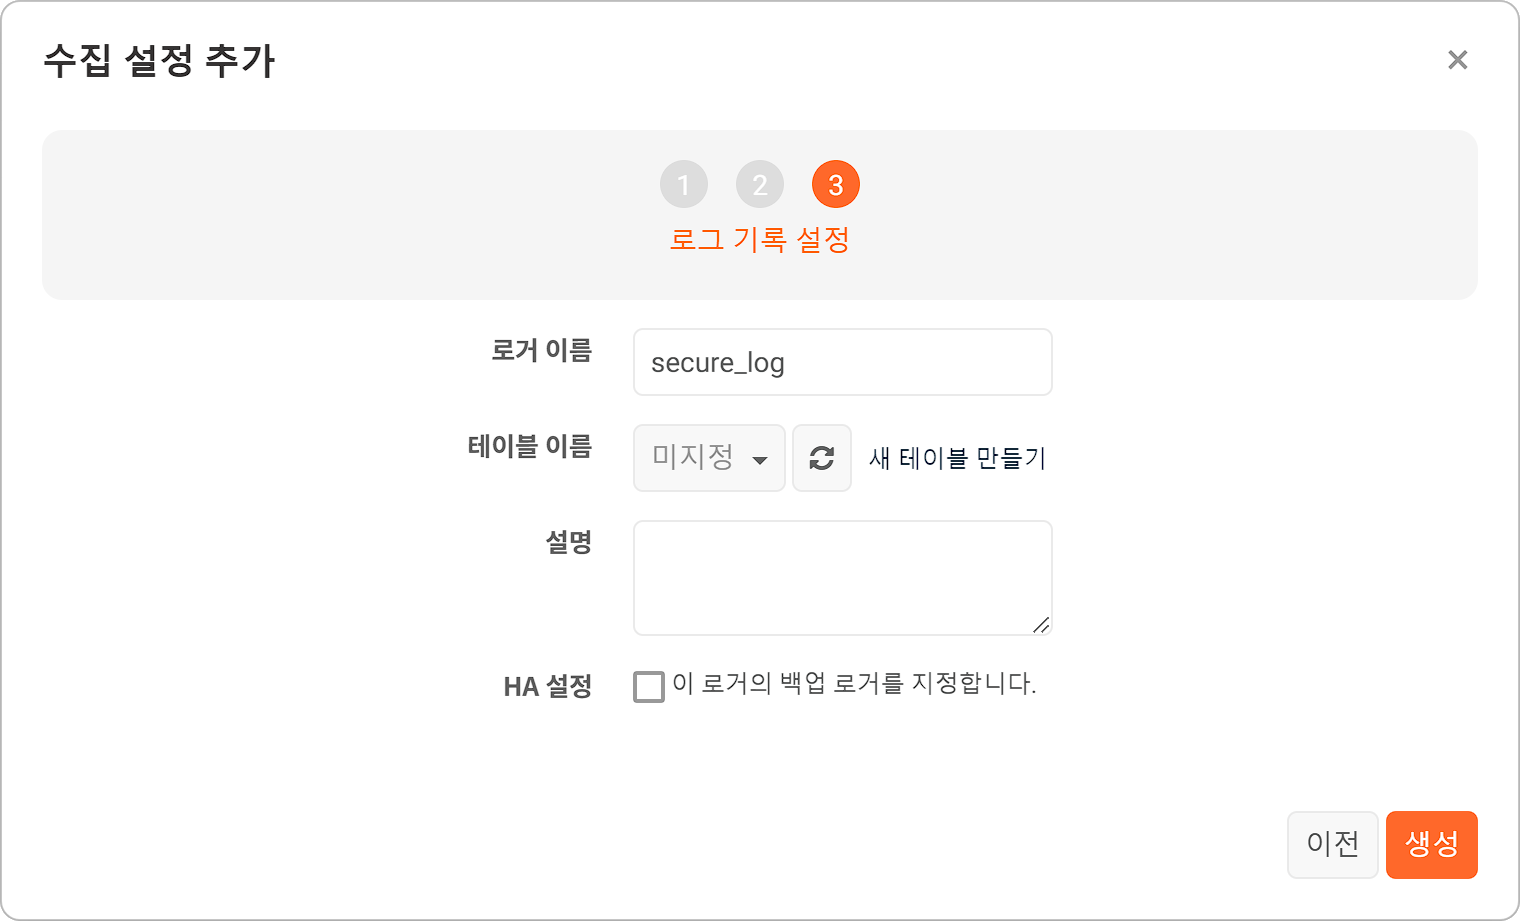 수집 설정 추가
1 2 3
로그 기록 설정
로거 이름 secure_log
테이블 이름 미지정 새 테이블 만들기
설명
HA 설정 이 로거의 백업 로거를 지정합니다.
이전 생성